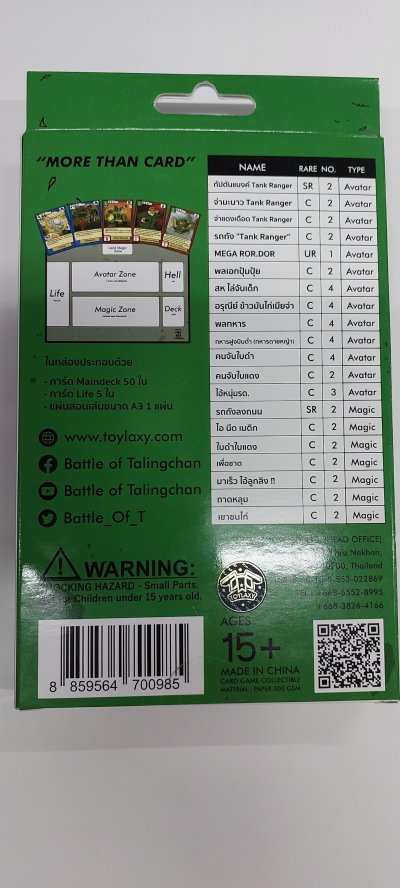 "MORE THAN CARD"
Land Magic Zone
Avatar Zone
Hell
Life
Magic Zone
Deck
ในกล่องประกอบด้วย
- การ์ด Maindeck 50 ใบ
- การ์ด Life 5 ใบ
- แผ่นสอนเล่นขนาด A3 1 แผ่น
www.toylaxy.com
Battle of Talingchan
Battle of Talingchan
Battle_Of_T
NAME RARE NO. TYPE
กัปตันแบงค์ Tank Ranger SR 2 Avatar
จ่ามะนาว Tank Ranger C 2 Avatar
จ่าแดงเดือด Tank Ranger C 2 Avatar
รถถัง "Tank Ranger" C 2 Avatar
MEGA ROR.DOR UR 1 Avatar
พลเอกปุ้มปุ้ย C 2 Avatar
สห ไล่จับเด็ก C 4 Avatar
อรุณีย์ ข้าวมันไก่เมียจ่า C 4 Avatar
พลทหาร C 4 Avatar
C 4 Avatar
คนจับใบดำ C 4 Avatar
คนจับใบแดง C 2 Avatar
ไอ้หนุ่มรด. C 3 Avatar
รถถังลงถนน SR 2 Magic
ไอ นีด เมดิก C 2 Magic
ใบดำใบแดง C 2 Magic
เพื่อชาต C 2 Magic
มาเร็ว ไอ้ลูกลิง !! C 2 Magic
ถาดหลุม C 2 Magic
เขาชนไก่ C 2 Magic
WARNING:
CHOCKING HAZARD - Small Parts.
Not for Children under 15 years old.
8 859564 700985
TOYLAXY
(HEAD OFFICE)
Phra Nakhon,
Thailand
+668-6552-8995
+668-3826-4166
AGES
15+
MADE IN CHINA
CARD GAME COLLECTIBLE
MATERIAL : PAPER 300 GSM